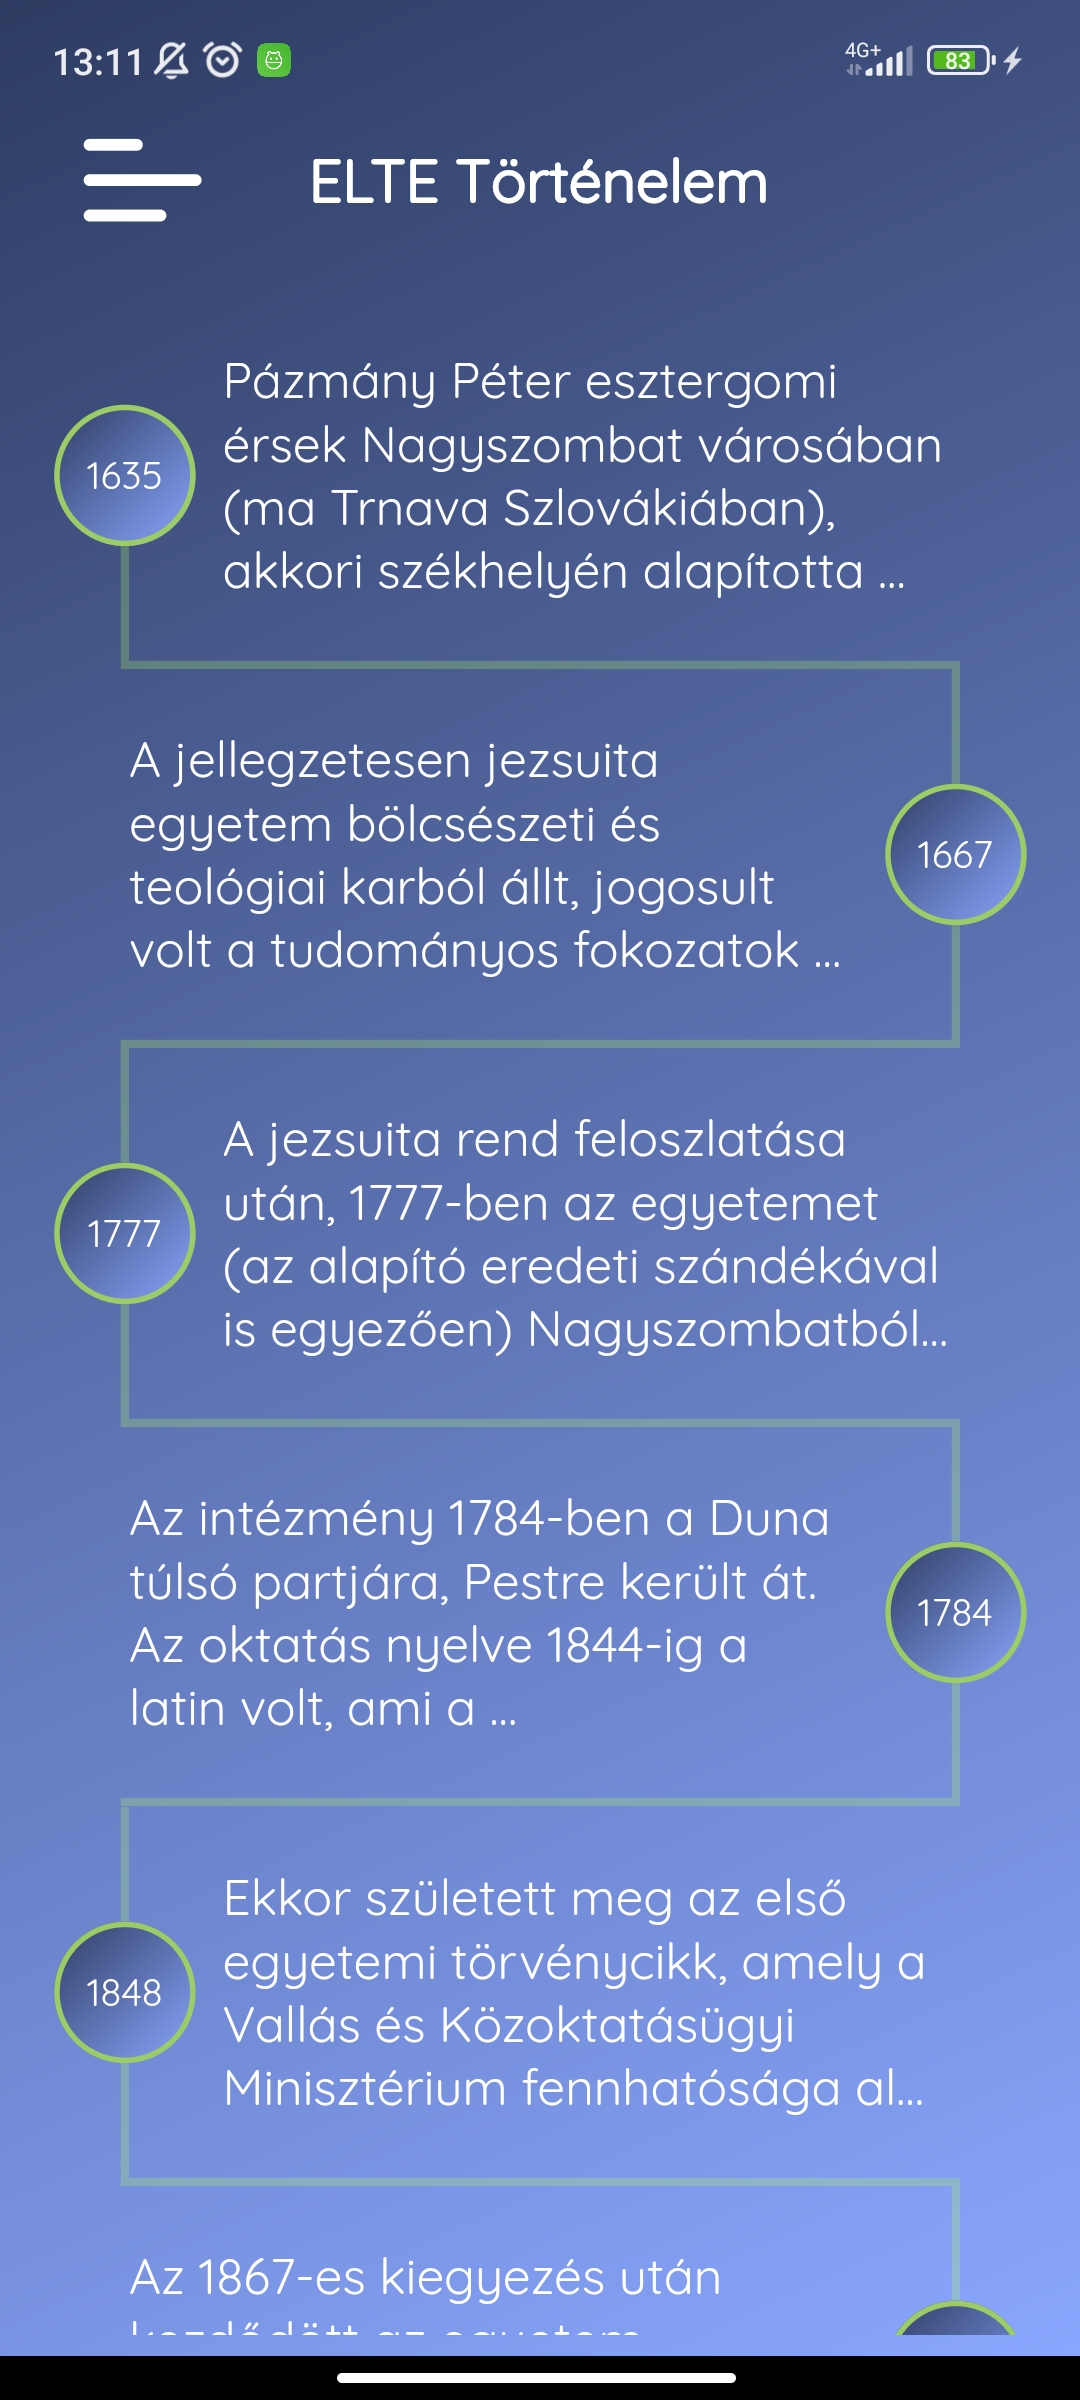 13:11
4G+
83
ELTE Történelem
1635
Pázmány Péter esztergomi
érsek Nagyszombat városában
(ma Trnava Szlovákiában),
akkori székhelyén alapította ...
A jellegzetesen jezsuita
egyetem bölcsészeti és
teológiai karból állt, jogosult
volt a tudományos fokozatok ...
1667
1777
A jezsuita rend feloszlatása
után, 1777-ben az egyetemet
(az alapító eredeti szándékával
is egyezően) Nagyszombatból...
Az intézmény 1784-ben a Duna
túlsó partjára, Pestre került át.
Az oktatás nyelve 1844-ig a
latin volt, ami a ...
1784
1848
Ekkor született meg az első
egyetemi törvénycikk, amely a
Vallás és Közoktatásügyi
Minisztérium fennhatósága al...
Az 1867-es kiegyezés után
kezdődött az egyetem